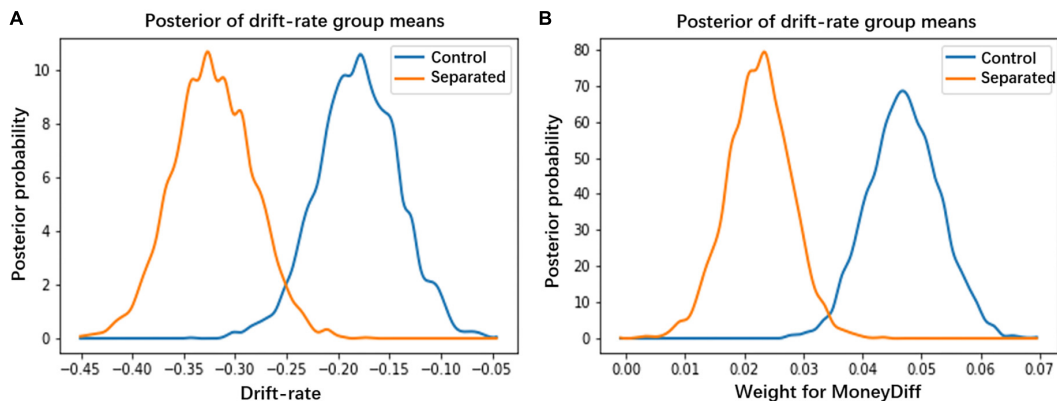 A
Posterior of drift-rate group means
Control
Separated
Posterior probability
10
8
6
4
2
0
−0.45 −0.40 −0.35 −0.30 −0.25 −0.20 −0.15 −0.10 −0.05
Drift-rate
B
Posterior of drift-rate group means
Control
Separated
Posterior probability
80
70
60
50
40
30
20
10
0
0.00 0.01 0.02 0.03 0.04 0.05 0.06 0.07
Weight for MoneyDiff